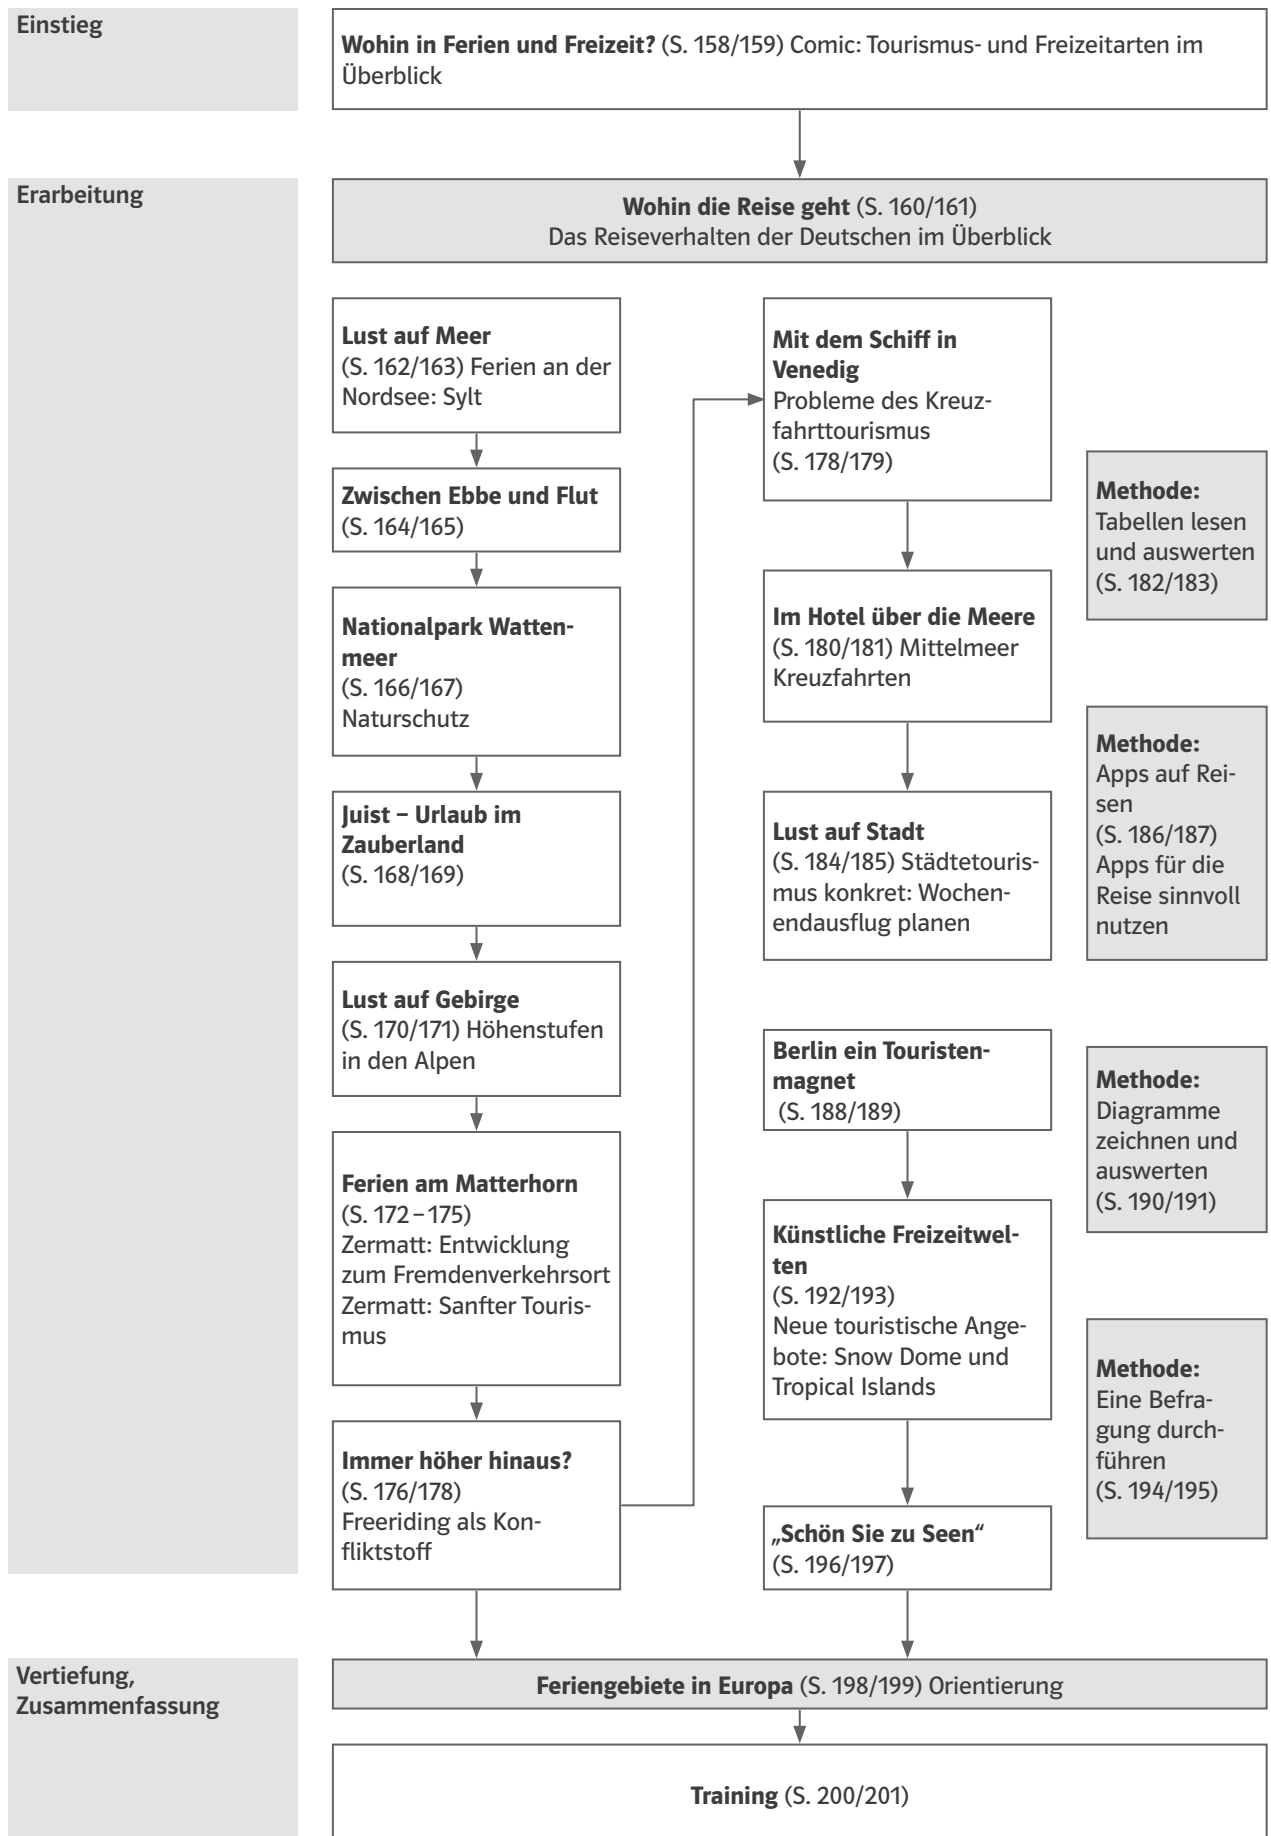 Einstieg
Wohin in Ferien und Freizeit? (S. 158/159) Comic: Tourismus- und Freizeitarten im
Überblick
Erarbeitung
Wohin die Reise geht (S. 160/161)
Das Reiseverhalten der Deutschen im Überblick
Lust auf Meer
(S. 162/163) Ferien an der
Nordsee: Sylt
Zwischen Ebbe und Flut
(S. 164/165)
Nationalpark Watten-
meer
(S. 166/167)
Naturschutz
Juist – Urlaub im
Zauberland
(S. 168/169)
Lust auf Gebirge
(S. 170/171) Höhenstufen
in den Alpen
Ferien am Matterhorn
(S. 172–175)
Zermatt: Entwicklung
zum Fremdenverkehrsort
Zermatt: Sanfter Touris-
mus
Immer höher hinaus?
(S. 176/178)
Freeriding als Kon-
fliktstoff
Mit dem Schiff in
Venedig
Probleme des Kreuz-
fahrttourismus
(S. 178/179)
Im Hotel über die Meere
(S. 180/181) Mittelmeer
Kreuzfahrten
Lust auf Stadt
(S. 184/185) Städtetouris-
mus konkret: Wochen-
endausflug planen
Berlin ein Touristen-
magnet
(S. 188/189)
Künstliche Freizeitwel-
ten
(S. 192/193)
Neue touristische Ange-
bote: Snow Dome und
Tropical Islands
„Schön Sie zu Seen“
(S. 196/197)
Methode:
Tabellen lesen
und auswerten
(S. 182/183)
Methode:
Apps auf Rei-
sen
(S. 186/187)
Apps für die
Reise sinnvoll
nutzen
Methode:
Diagramme
zeichnen und
auswerten
(S. 190/191)
Methode:
Eine Befra-
gung durch-
führen
(S. 194/195)
Vertiefung,
Zusammenfassung
Feriengebiete in Europa (S. 198/199) Orientierung
Training (S. 200/201)